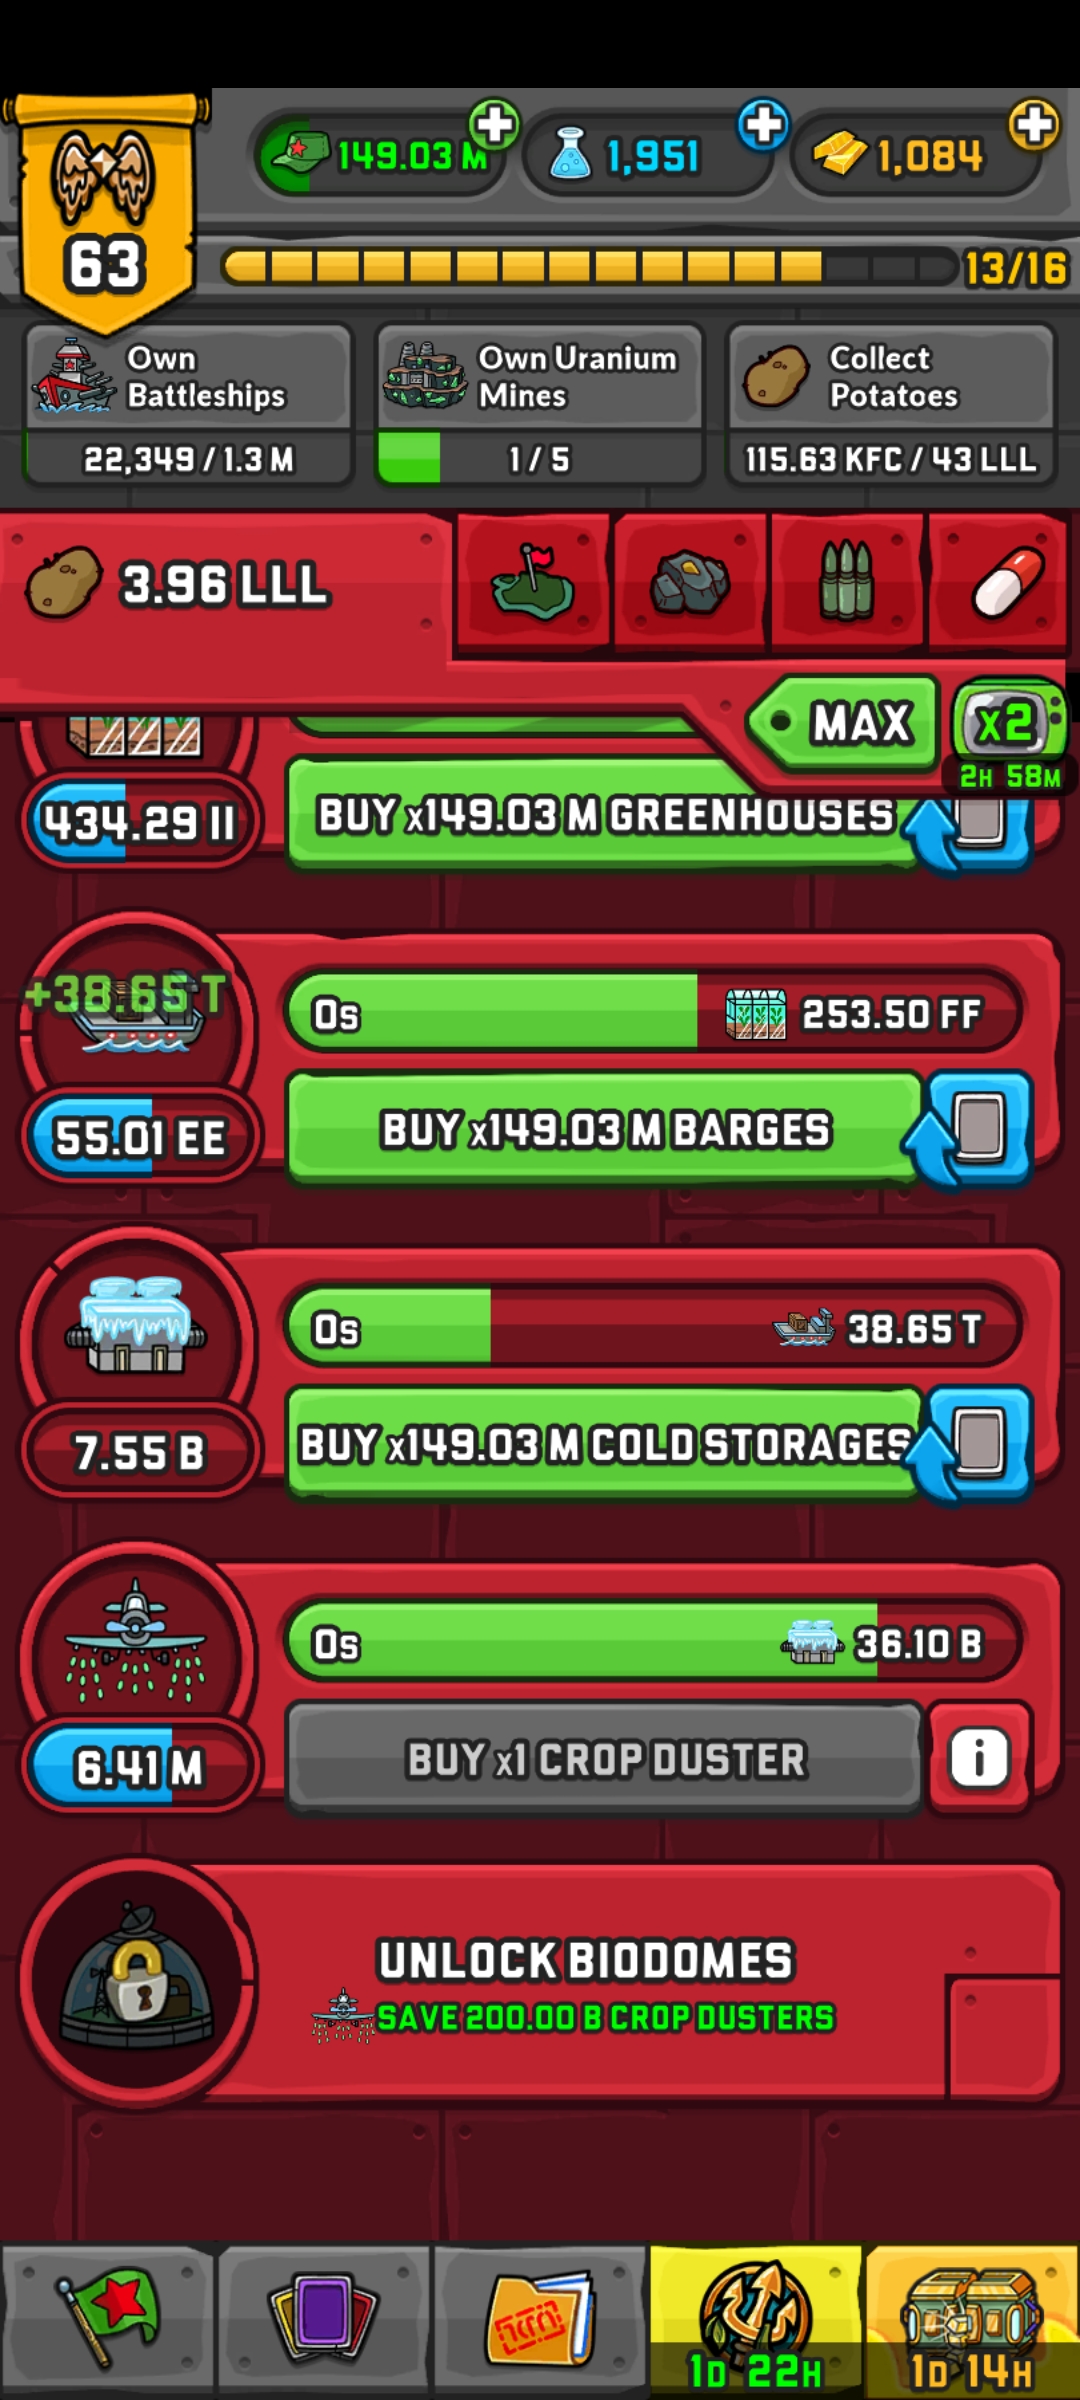 149.03 M
1,951
1,084
63
13/16
Own Battleships
22,349 / 1.3 M
Own Uranium Mines
1 / 5
Collect Potatoes
115.63 KFC / 43 LLL
3.96 LLL
MAX
x2
2H 58M
434.29 II
BUY x149.03 M GREENHOUSES
+38.65 T
0s
253.50 FF
55.01 EE
BUY x149.03 M BARGES
0s
38.65 T
7.55 B
BUY x149.03 M COLD STORAGES
0s
36.10 B
6.41 M
BUY x1 CROP DUSTER
i
UNLOCK BIODOMES
SAVE 200.00 B CROP DUSTERS
1D 22H
1D 14H